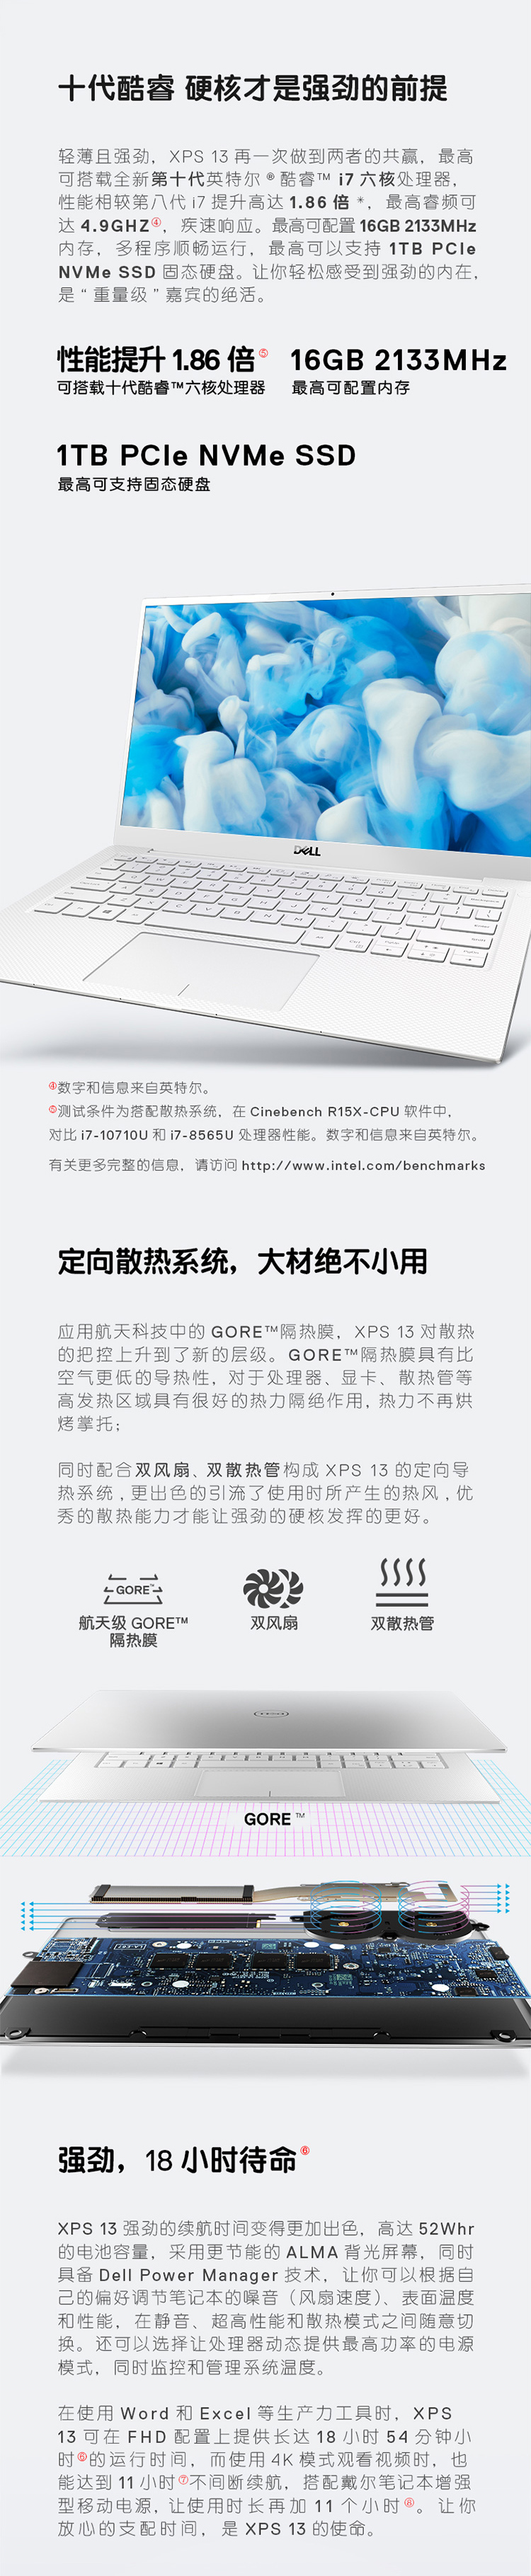 十代酷睿 硬核才是强劲的前提
轻薄且强劲，XPS 13 再一次做到两者的共赢，最高
可搭载全新第十代英特尔 ® 酷睿™ i7 六核处理器，
性能相较第八代 i7 提升高达 1.86 倍 *，最高睿频可
达 4.9GHZ④，疾速响应。最高可配置 16GB 2133MHz
内存，多程序顺畅运行，最高可以支持 1TB PCIe
NVMe SSD 固态硬盘。让你轻松感受到强劲的内在，
是 “ 重量级 ” 嘉宾的绝活。
性能提升 1.86 倍⑤ 16GB 2133MHz
可搭载十代酷睿™六核处理器 最高可配置内存
1TB PCIe NVMe SSD
最高可支持固态硬盘
DELL
④数字和信息来自英特尔。
⑤测试条件为搭配散热系统，在 Cinebench R15X-CPU 软件中，
对比 i7-10710U 和 i7-8565U 处理器性能。数字和信息来自英特尔。
有关更多完整的信息，请访问 http://www.intel.com/benchmarks
定向散热系统，大材绝不小用
应用航天科技中的 GORE™隔热膜，XPS 13 对散热
的把控上升到了新的层级。GORE™隔热膜具有比
空气更低的导热性，对于处理器、显卡、散热管等
高发热区域具有很好的热力隔绝作用，热力不再烘
烤掌托；
同时配合双风扇、双散热管构成 XPS 13 的定向导
热系统，更出色的引流了使用时所产生的热风，优
秀的散热能力才能让强劲的硬核发挥的更好。
GORE™
航天级 GORE™ 双风扇 双散热管
隔热膜
DELL
GORE ™
强劲，18 小时待命⑥
XPS 13 强劲的续航时间变得更加出色，高达 52Whr
的电池容量，采用更节能的 ALMA 背光屏幕，同时
具备 Dell Power Manager 技术，让你可以根据自
己的偏好调节笔记本的噪音（风扇速度）、表面温度
和性能，在静音、超高性能和散热模式之间随意切
换。还可以选择让处理器动态提供最高功率的电源
模式，同时监控和管理系统温度。
在使用 Word 和 Excel 等生产力工具时，XPS
13 可在 FHD 配置上提供长达 18 小时 54 分钟小
时⑥的运行时间，而使用 4K 模式观看视频时，也
能达到 11 小时⑦不间断续航，搭配戴尔笔记本增强
型移动电源，让使用时长再加 11 个小时⑧。让你
放心的支配时间，是 XPS 13 的使命。